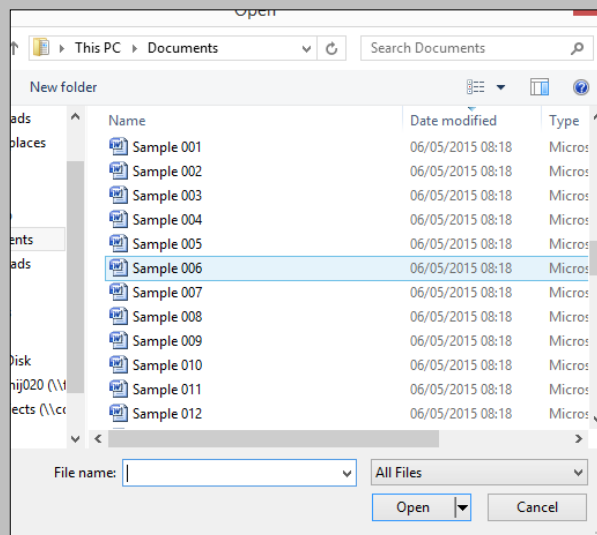 Open
This PC Documents Search Documents
New folder
Name Date modified Type
ads
places
Sample 001 06/05/2015 08:18 Micros
Sample 002 06/05/2015 08:18 Micros
Sample 003 06/05/2015 08:18 Micros
Sample 004 06/05/2015 08:18 Micros
ents Sample 005 06/05/2015 08:18 Micros
ads Sample 006 06/05/2015 08:18 Micros
Sample 007 06/05/2015 08:18 Micros
Sample 008 06/05/2015 08:18 Micros
Disk Sample 009 06/05/2015 08:18 Micros
nij020 (\\f Sample 010 06/05/2015 08:18 Micros
ects (\\co Sample 011 06/05/2015 08:18 Micros
Sample 012 06/05/2015 08:18 Micros
File name: All Files
Open Cancel